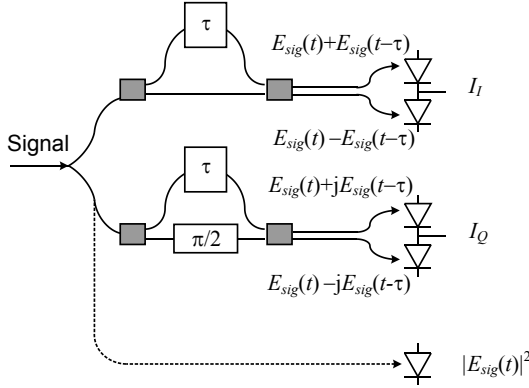 τ
E_sig(t)+E_sig(t−τ)
I_I
Signal
E_sig(t)−E_sig(t−τ)
τ
E_sig(t)+jE_sig(t−τ)
π/2
I_Q
E_sig(t)−jE_sig(t-τ)
|E_sig(t)|²